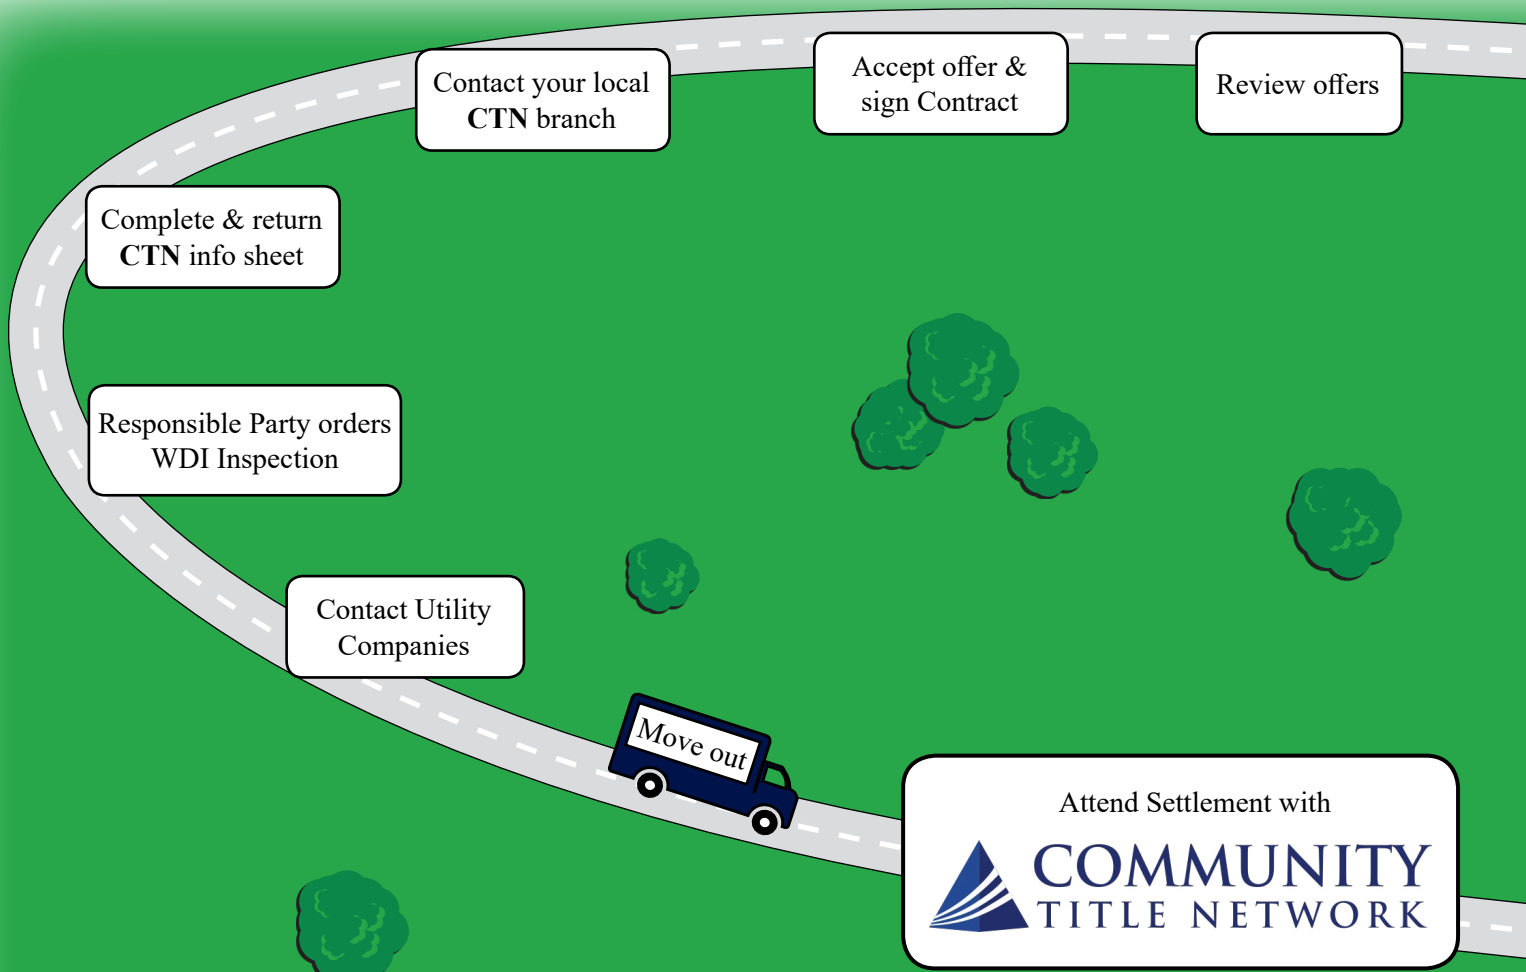 Review offers
Accept offer &
sign Contract
Contact your local
CTN branch
Complete & return
CTN info sheet
Responsible Party orders
WDI Inspection
Contact Utility
Companies
Move out
Attend Settlement with
COMMUNITY
TITLE NETWORK